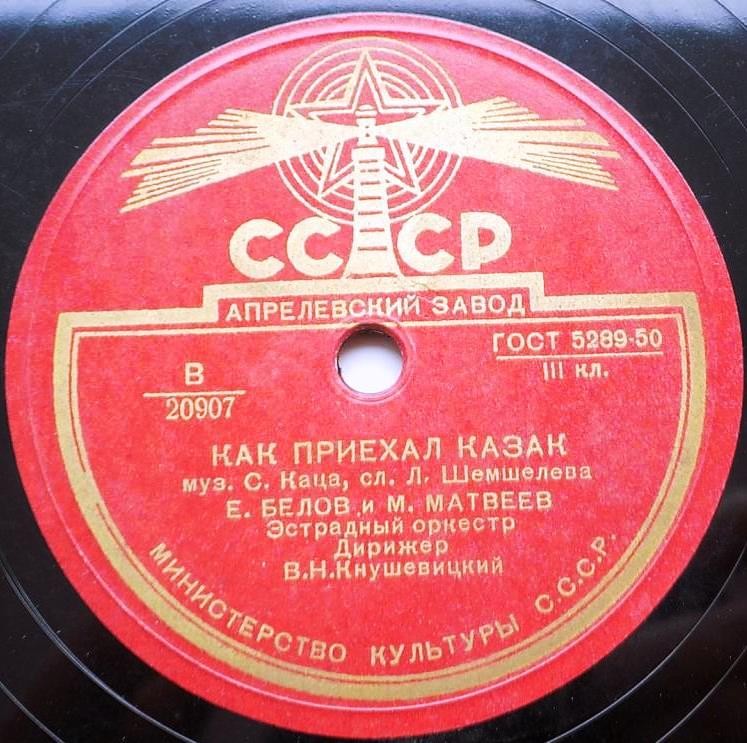 СССР
АПРЕЛЕВСКИЙ ЗАВОД
ГОСТ 5289-50
III кл.
В
20907
КАК ПРИЕХАЛ КАЗАК
муз. С. Каца, сл. Л. Шемшелева
Е. БЕЛОВ и М. МАТВЕЕВ
Эстрадный оркестр
Дирижер
В.Н.Кнушевицкий
МИНИСТЕРСТВО КУЛЬТУРЫ С.С.С.Р.